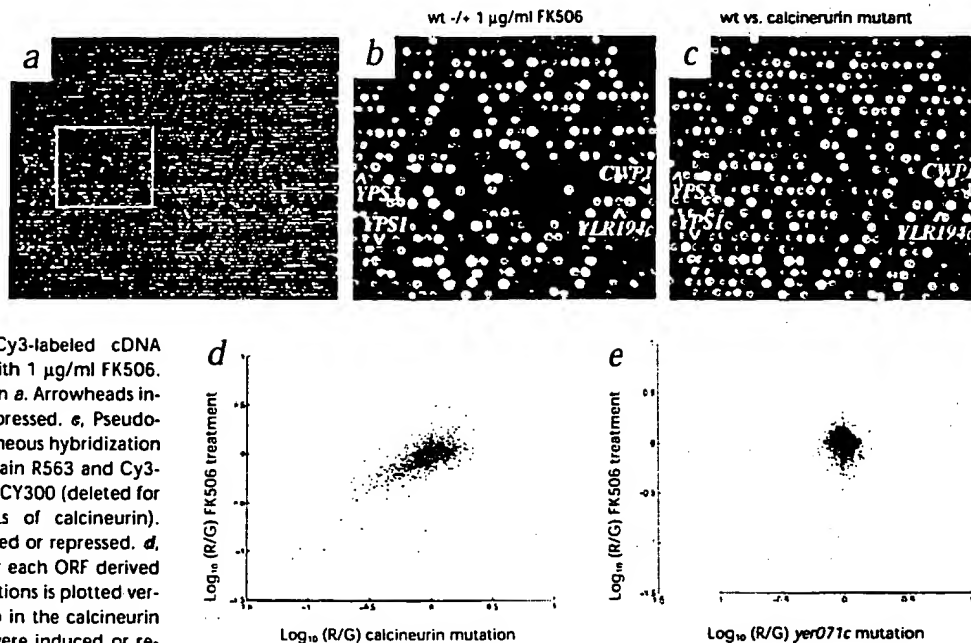 wt -/+ 1 µg/ml FK506
wt vs. calcinerurin mutant
a
b
c
CWP1
YPS3
YPS1
YLR194c
CWP1
YPS3
YPS1
YLR194c
Cy3-labeled cDNA
ith 1 µg/ml FK506.
n a. Arrowheads in-
pressed. c, Pseudo-
neous hybridization
ain R563 and Cy3-
CY300 (deleted for
s of calcineurin).
ed or repressed. d,
each ORF derived
tions is plotted ver-
o in the calcineurin
were induced or re-
d
Log₁₀ (R/G) FK506 treatment
Log₁₀ (R/G) calcineurin mutation
e
Log₁₀ (R/G) FK506 treatment
Log₁₀ (R/G) yer071c mutation